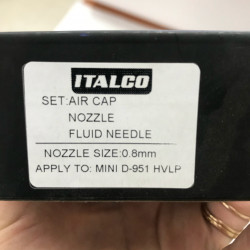 ITALCO
SET:AIR CAP
NOZZLE
FLUID NEEDLE
NOZZLE SIZE:0.8mm
APPLY TO: MINI D-951 HVLP